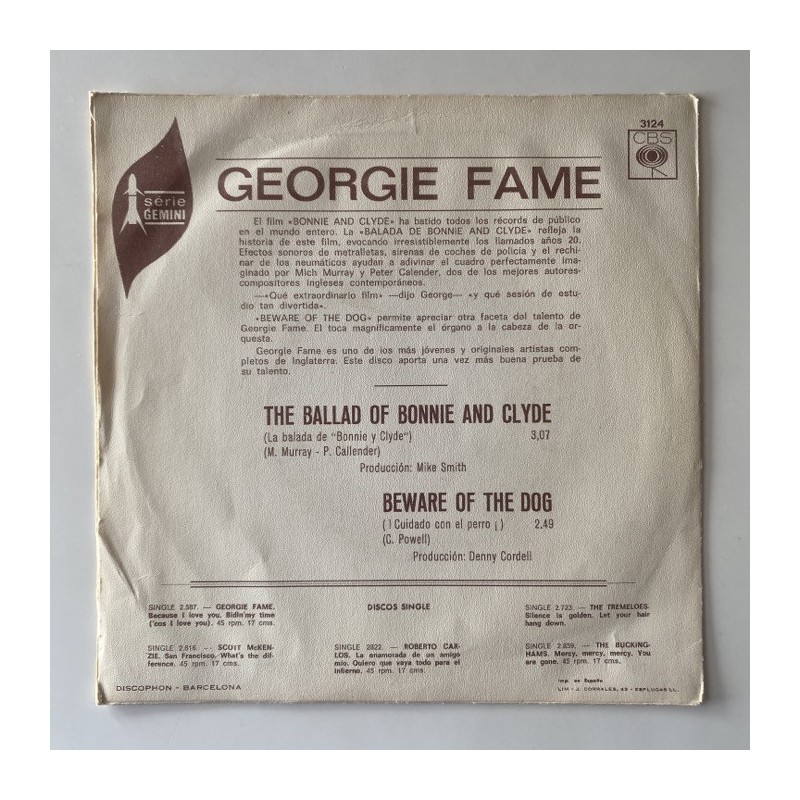 3124
CBS
R
série
GEMINI
GEORGIE FAME
El film «BONNIE AND CLYDE» ha batido todos los récords de público
en el mundo entero. La «BALADA DE BONNIE AND CLYDE» refleja la
historia de este film, evocando irresistiblemente los llamados años 20.
Efectos sonoros de metralletas, sirenas de coches de policía y el rechi-
nar de los neumáticos ayudan a adivinar el cuadro perfectamente ima-
ginado por Mich Murray y Peter Calender, dos de los mejores autores-
compositores ingleses contemporáneos.
—«Qué extraordinario film» —dijo George— «y qué sesión de estu-
dio tan divertida».
«BEWARE OF THE DOG» permite apreciar otra faceta del talento de
Georgie Fame. El toca magníficamente el órgano a la cabeza de la or-
questa.
Georgie Fame es uno de los más jóvenes y originales artistas com-
pletos de Inglaterra. Este disco aporta una vez más buena prueba de
su talento.
THE BALLAD OF BONNIE AND CLYDE
(La balada de "Bonnie y Clyde") 3,07
(M. Murray - P. Callender)
Producción: Mike Smith
BEWARE OF THE DOG
(! Cuidado con el perro ¡) 2.49
(C. Powell)
Producción: Denny Cordell
DISCOS SINGLE
SINGLE 2.587. — GEORGIE FAME.
Because I love you. Bidin'my time
('cos I love you). 45 rpm. 17 cms.
SINGLE 2.723. — THE TREMELOES.
Silence is golden. Let your hair
hang down.
SINGLE 2.816. — SCOTT McKEN-
ZIE. San Francisco. What's the dif-
ference. 45 rpm. 17 cms.
SINGLE 2822. — ROBERTO CAR-
LOS. La enamorada de un amigo
mio. Quiero que vaya todo para el
infierno. 45 rpm. 17 cms.
SINGLE 2.859. — THE BUCKING-
HAMS. Mercy, mercy, mercy. You
are gone. 45 rpm. 17 cms.
DISCOPHON - BARCELONA
Imp. en España
LIM - J. CORRALES, 49 - ESPLUGAS LL.